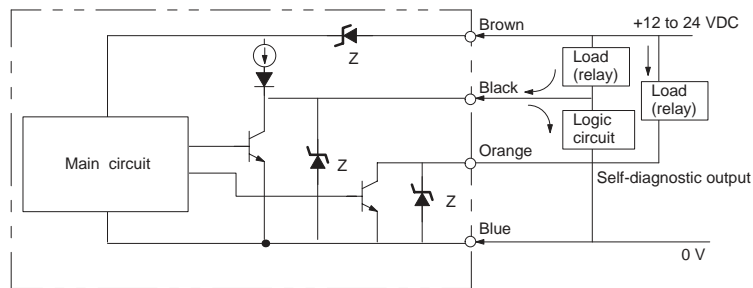 Brown
+12 to 24 VDC
Z
Load
(relay)
Black
Load
(relay)
Logic
circuit
Main circuit
Z
Orange
Z
Self-diagnostic output
Blue
0 V